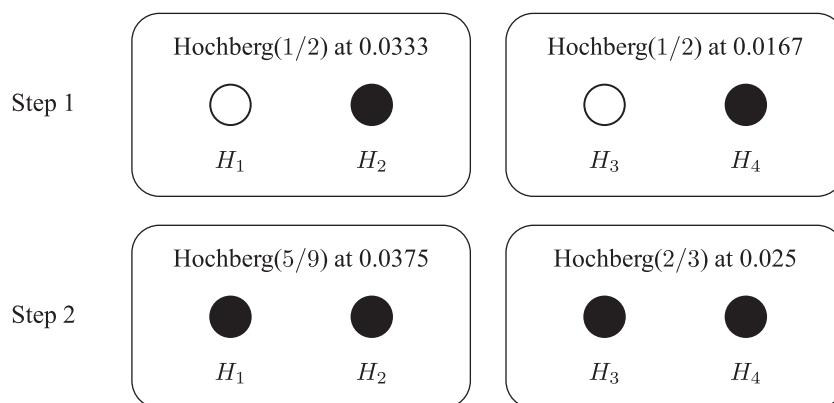 Step 1
Hochberg(1/2) at 0.0333
H₁ H₂
Hochberg(1/2) at 0.0167
H₃ H₄
Step 2
Hochberg(5/9) at 0.0375
H₁ H₂
Hochberg(2/3) at 0.025
H₃ H₄